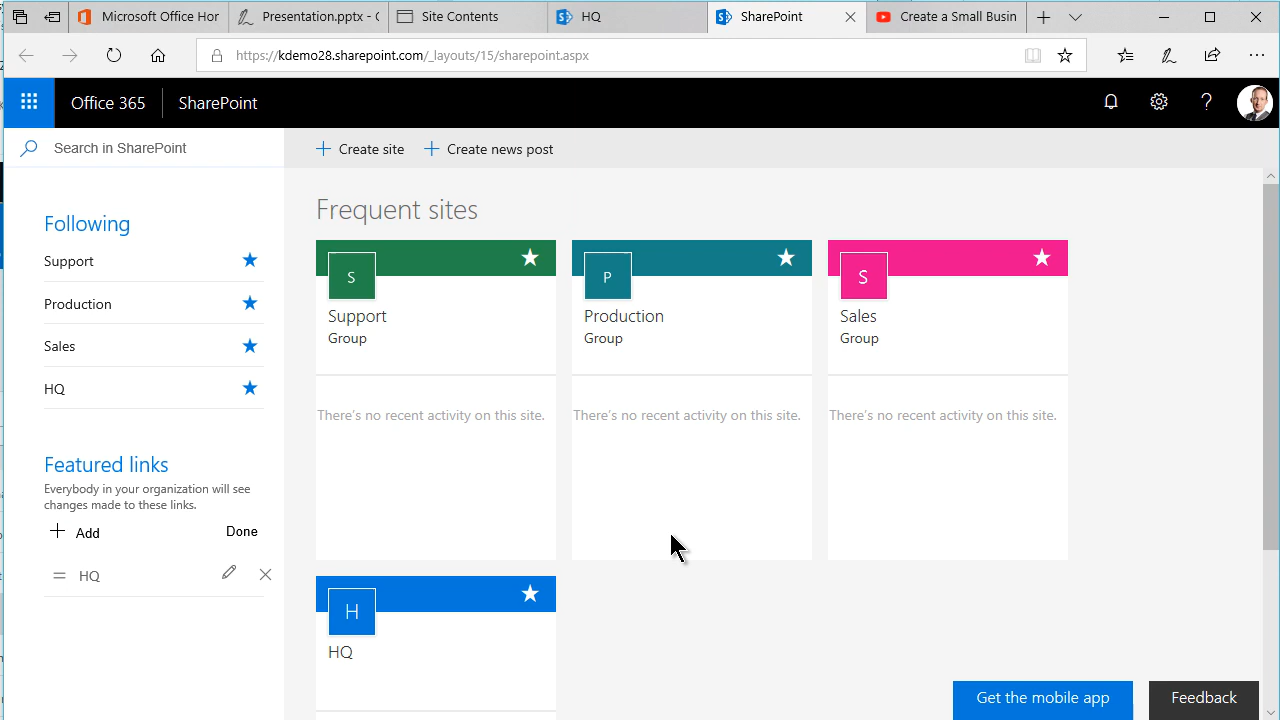 Microsoft Office Hor
Presentation.pptx - C
Site Contents
HQ
SharePoint
Create a Small Busin
https://kdemo28.sharepoint.com/_layouts/15/sharepoint.aspx
Office 365
SharePoint
Search in SharePoint
+ Create site
+ Create news post
Following
Support
Production
Sales
HQ
Featured links
Everybody in your organization will see
changes made to these links.
+ Add
Done
HQ
Frequent sites
S
Support
Group
There's no recent activity on this site.
P
Production
Group
There's no recent activity on this site.
S
Sales
Group
There's no recent activity on this site.
H
HQ
Get the mobile app
Feedback